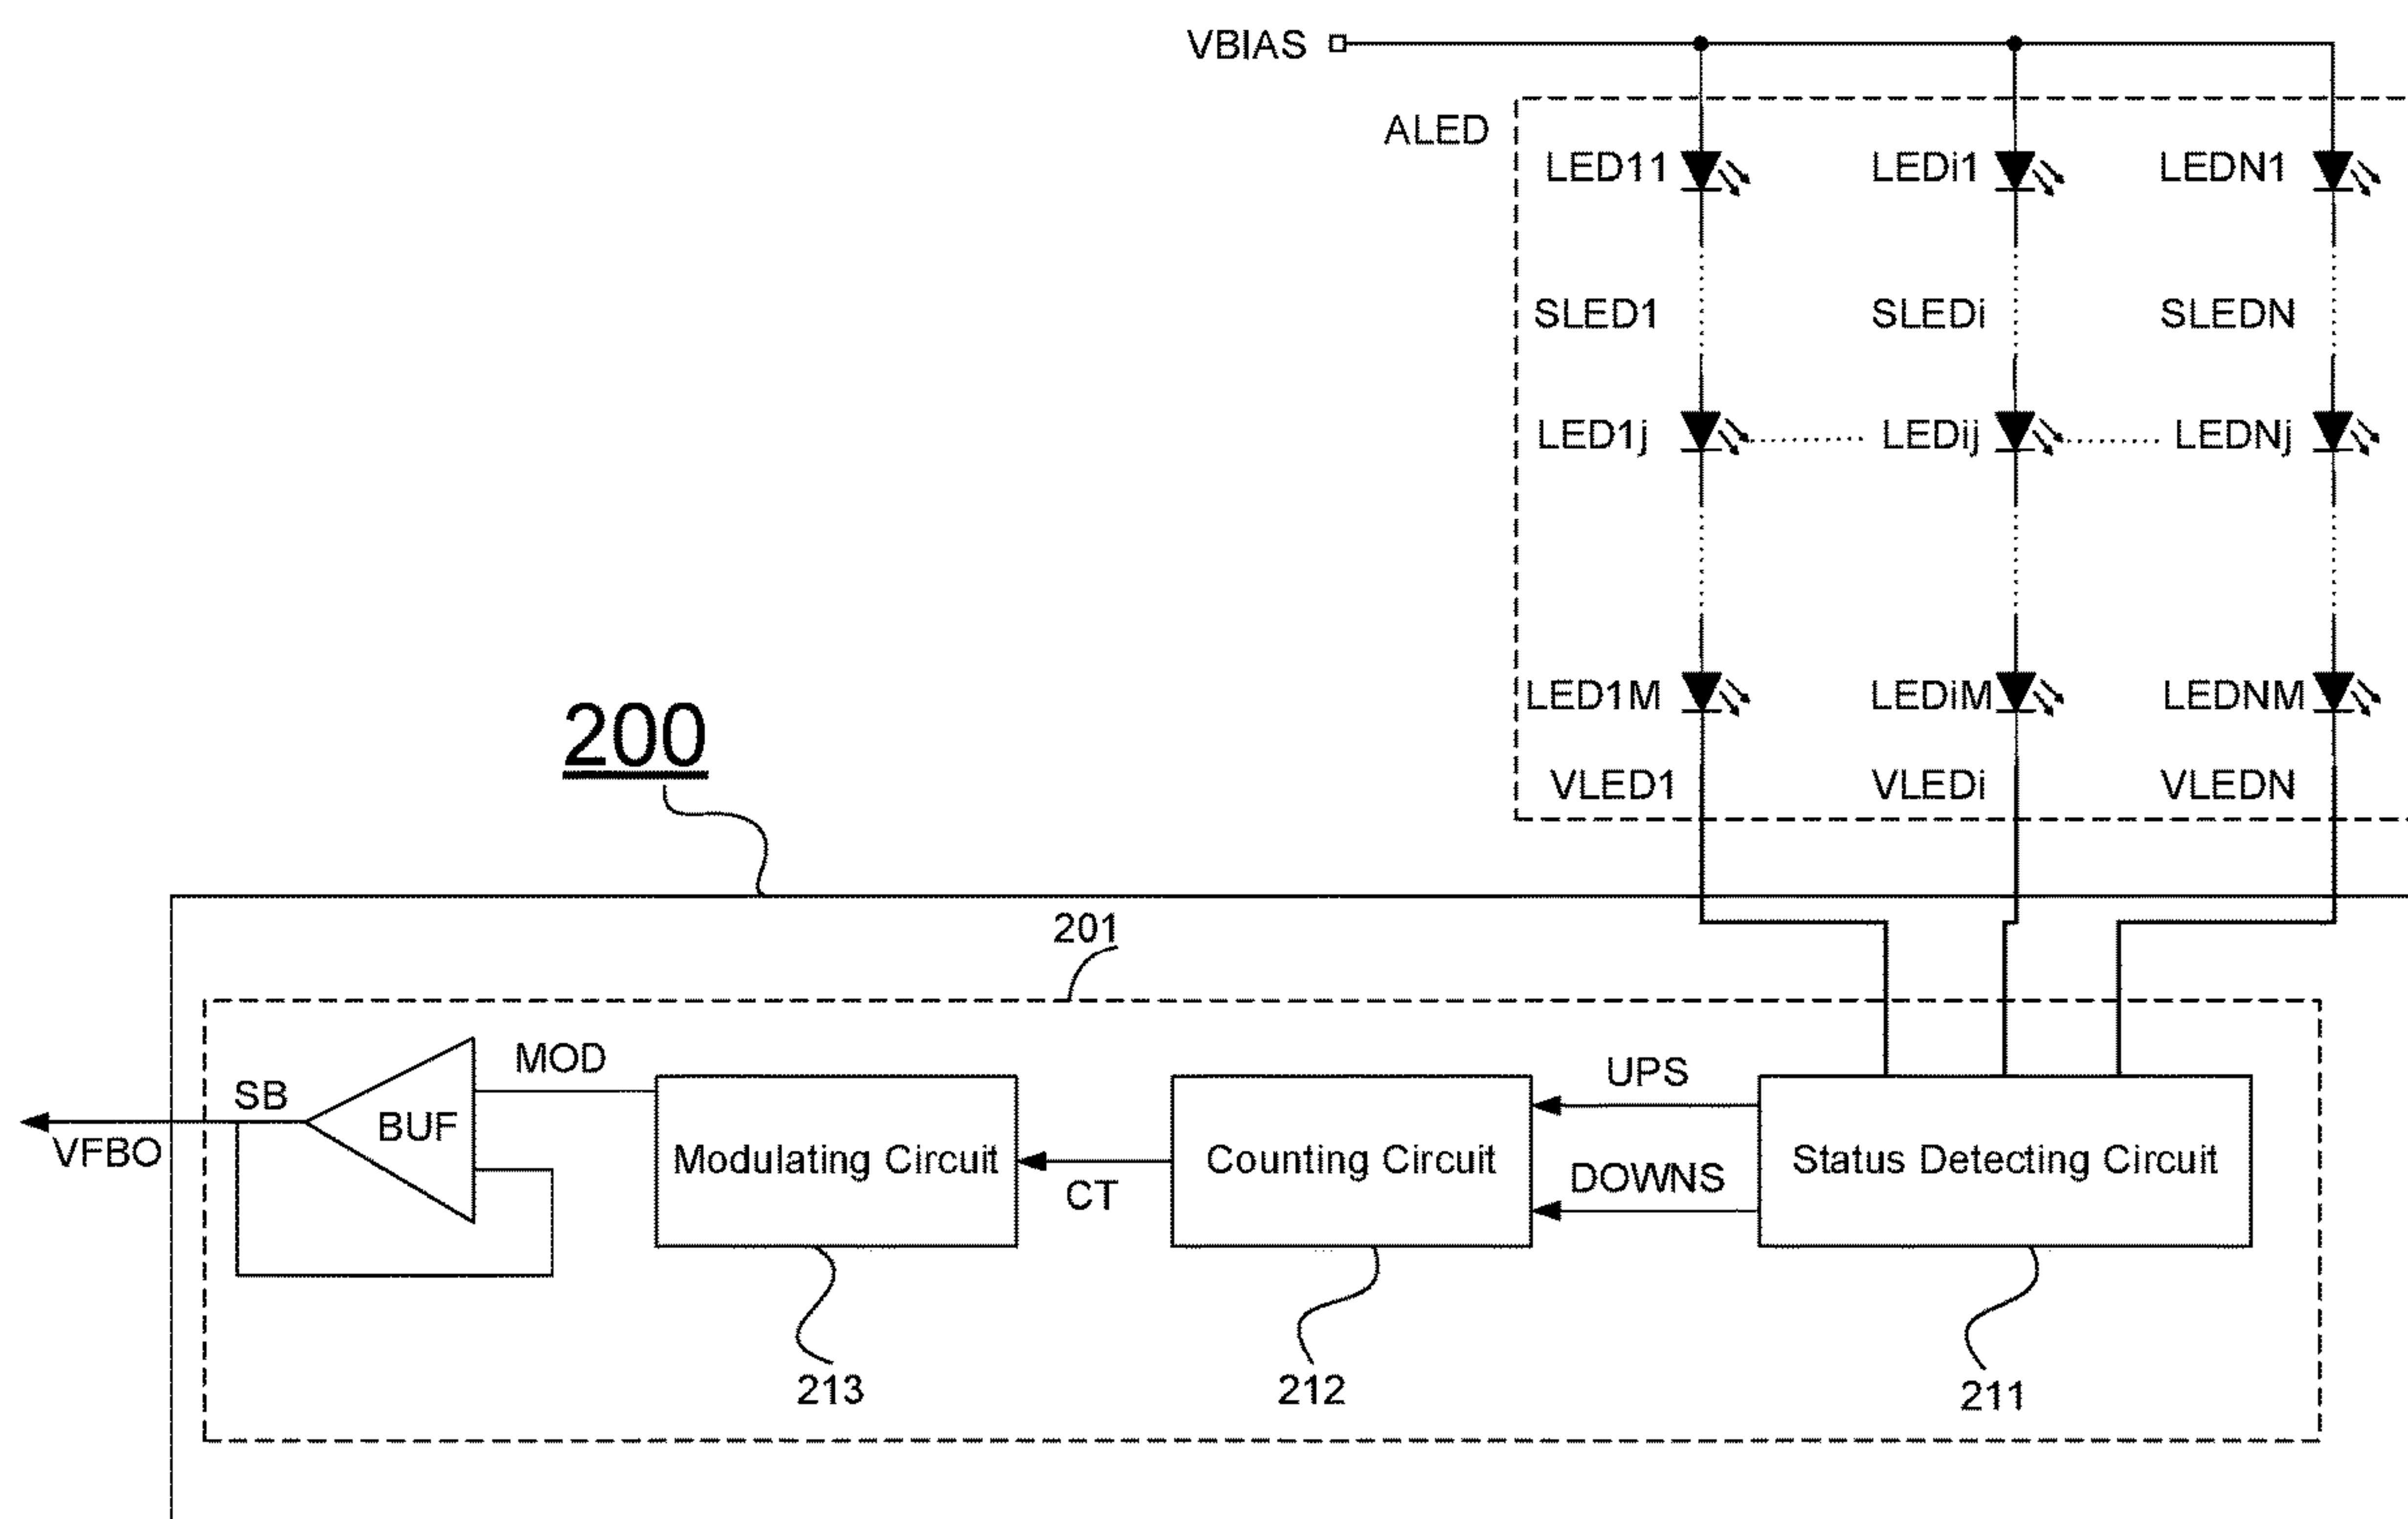 VBIAS
ALED
LED11 LEDi1 LEDN1
SLED1 SLEDi SLEDN
LED1j LEDij LEDNj
LED1M LEDiM LEDNM
VLED1 VLEDi VLEDN
200
201
SB BUF MOD
VFBO
Modulating Circuit
CT
Counting Circuit
UPS
DOWNS
Status Detecting Circuit
213 212 211